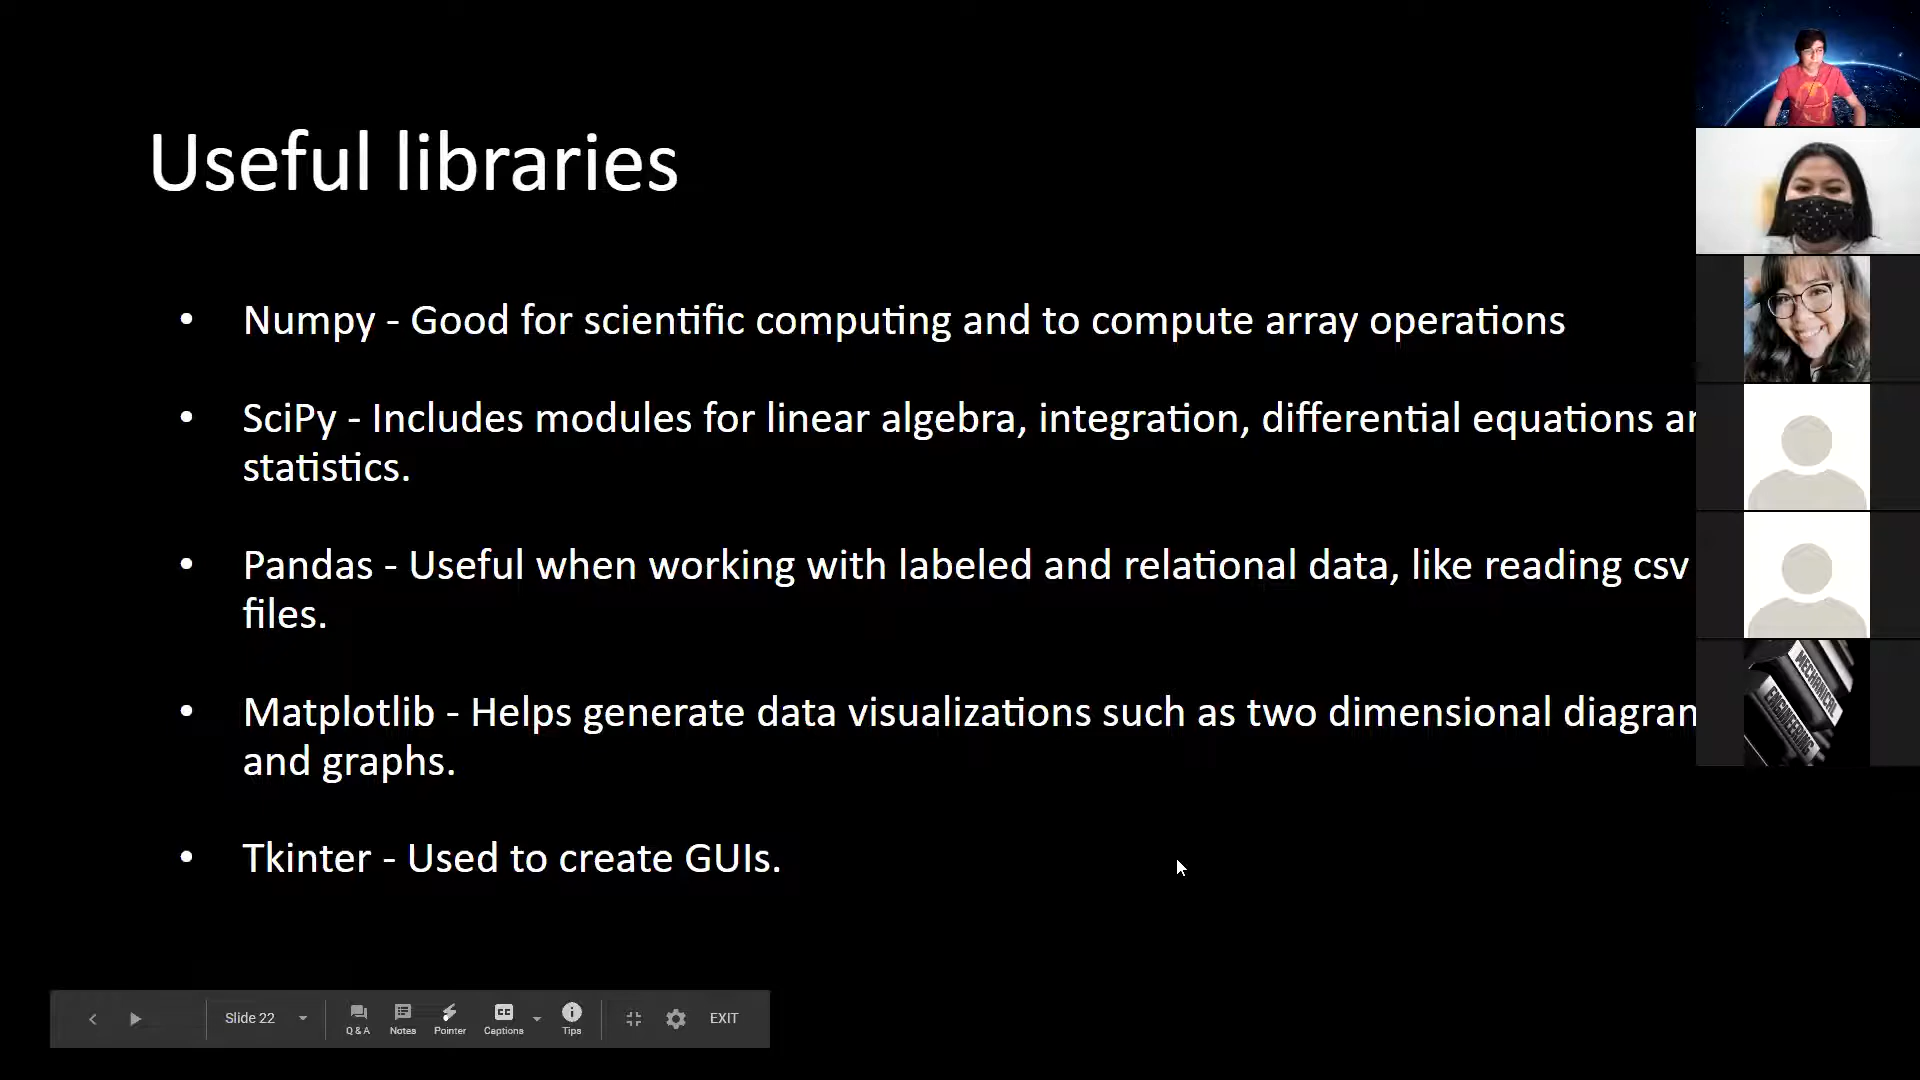 Useful libraries
• Numpy - Good for scientific computing and to compute array operations
• SciPy - Includes modules for linear algebra, integration, differential equations
statistics.
• Pandas - Useful when working with labeled and relational data, like reading csv
files.
• Matplotlib - Helps generate data visualizations such as two dimensional
and graphs.
• Tkinter - Used to create GUIs.
MECHANICAL
ENGINEERING
Slide 22
Q & A
Notes
Pointer
CC
Captions
Tips
EXIT